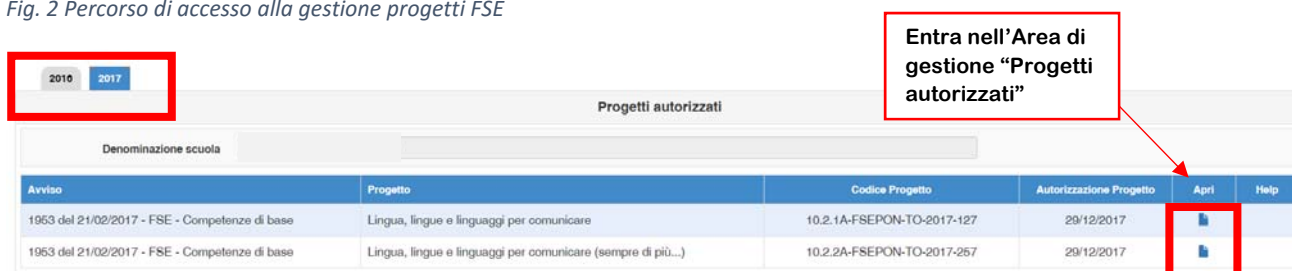 Fig. 2 Percorso di accesso alla gestione progetti FSE
Entra nell'Area di
gestione "Progetti
autorizzati"
2016 2017
Progetti autorizzati
Denominazione scuola
Avviso Progetto Codice Progetto Autorizzazione Progetto Apri Help
1953 del 21/02/2017 - FSE - Competenze di base Lingua, lingue e linguaggi per comunicare 10.2.1A-FSEPON-TO-2017-127 29/12/2017
1953 del 21/02/2017 - FSE - Competenze di base Lingua, lingue e linguaggi per comunicare (sempre di più...) 10.2.2A-FSEPON-TO-2017-257 29/12/2017